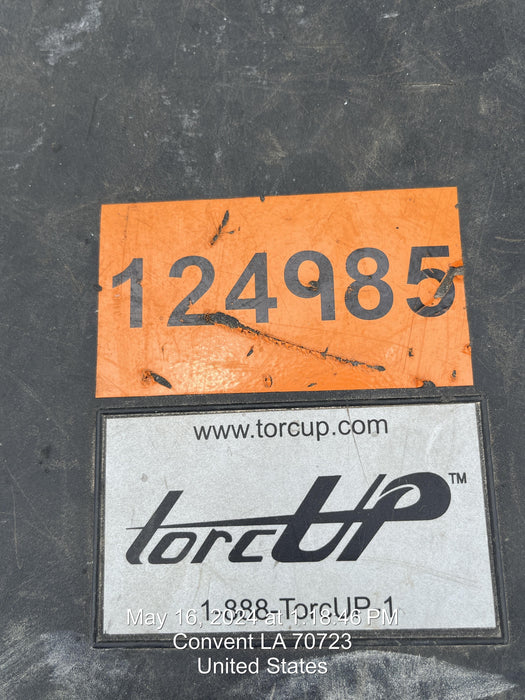 124985
www.torcup.com
torcUP™
1-888-TorcUP-1
May 16, 2024 at 1:18:46 PM
Convent LA 70723
United States